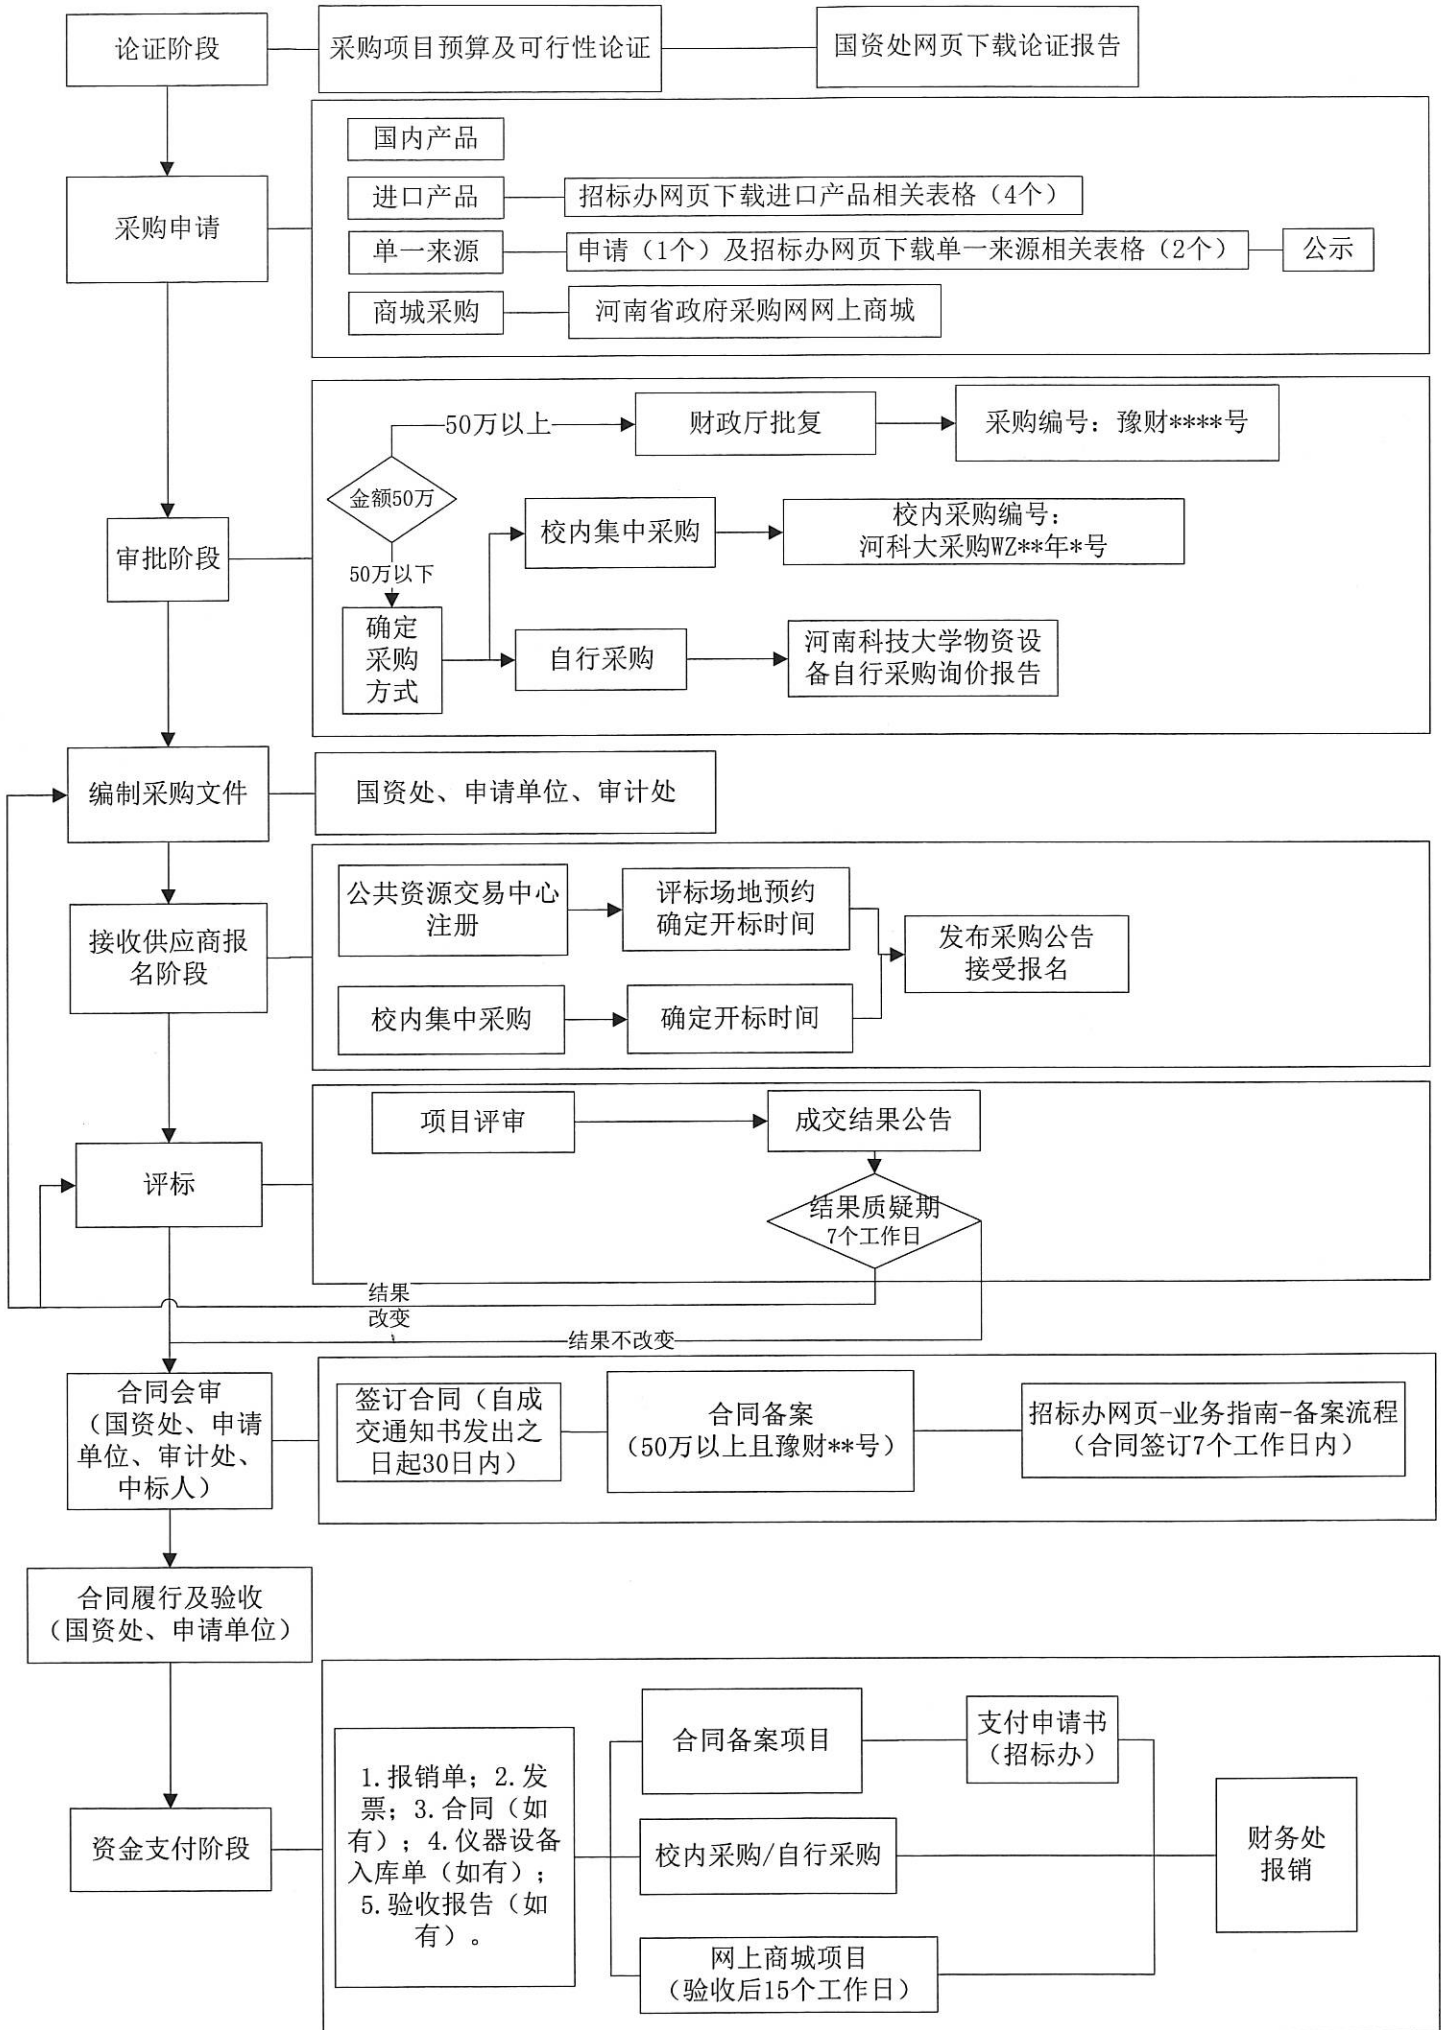 论证阶段
采购项目预算及可行性论证
国资处网页下载论证报告
采购申请
国内产品
进口产品
招标办网页下载进口产品相关表格（4个）
单一来源
申请（1个）及招标办网页下载单一来源相关表格（2个）
公示
商城采购
河南省政府采购网网上商城
审批阶段
金额50万
50万以上
财政厅批复
采购编号：豫财****号
50万以下
确定
采购
方式
校内集中采购
校内采购编号：
河科大采购WZ**年*号
自行采购
河南科技大学物资设
备自行采购询价报告
编制采购文件
国资处、申请单位、审计处
接收供应商报
名阶段
公共资源交易中心
注册
评标场地预约
确定开标时间
校内集中采购
确定开标时间
发布采购公告
接受报名
评标
项目评审
成交结果公告
结果质疑期
7个工作日
结果
改变
结果不改变
合同会审
（国资处、申请
单位、审计处、
中标人）
签订合同（自成
交通知书发出之
日起30日内）
合同备案
（50万以上且豫财**号）
招标办网页-业务指南-备案流程
（合同签订7个工作日内）
合同履行及验收
（国资处、申请单位）
资金支付阶段
1.报销单；2.发
票；3.合同（如
有）；4.仪器设备
入库单（如有）；
5.验收报告（如
有）。
合同备案项目
支付申请书
（招标办）
校内采购/自行采购
网上商城项目
（验收后15个工作日）
财务处
报销